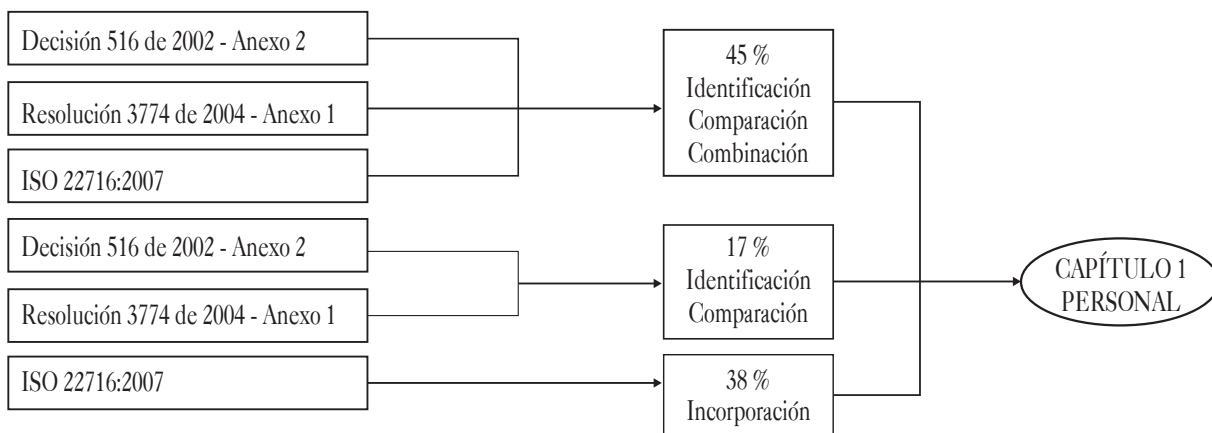 Decisión 516 de 2002 - Anexo 2
Resolución 3774 de 2004 - Anexo 1
ISO 22716:2007
45 %
Identificación
Comparación
Combinación
Decisión 516 de 2002 - Anexo 2
Resolución 3774 de 2004 - Anexo 1
17 %
Identificación
Comparación
ISO 22716:2007
38 %
Incorporación
CAPÍTULO 1
PERSONAL